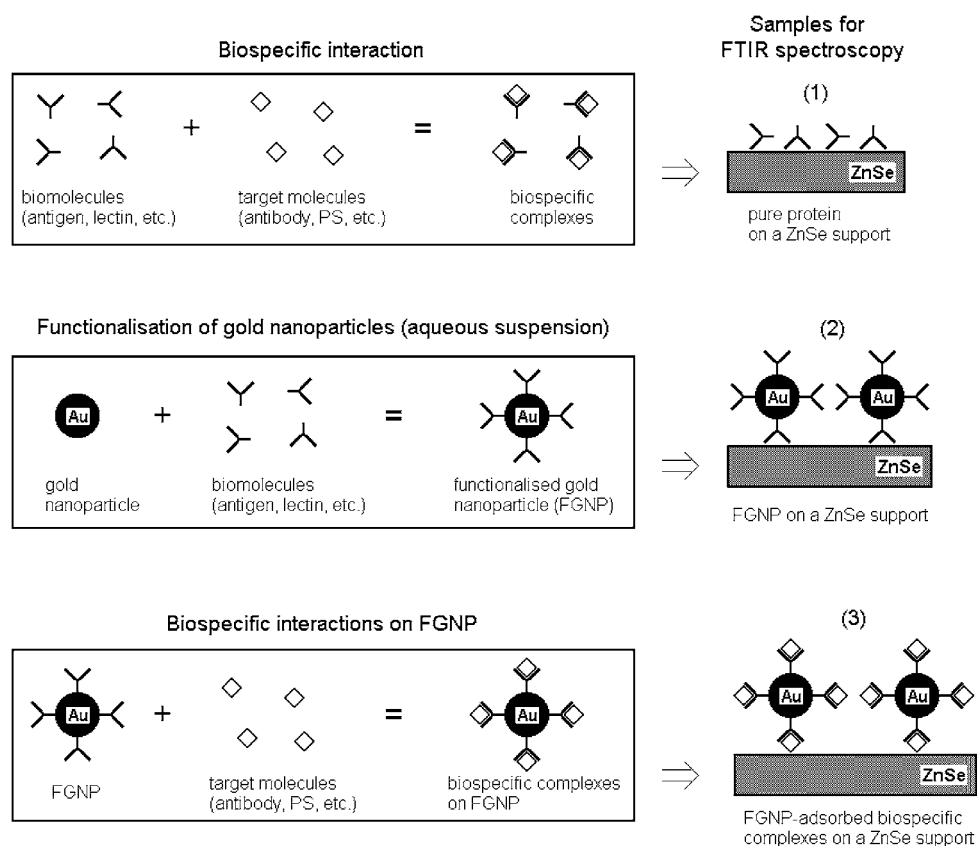 Samples for
FTIR spectroscopy
Biospecific interaction
(1)
+
=
ZnSe
biomolecules
(antigen, lectin, etc.)
target molecules
(antibody, PS, etc.)
biospecific
complexes
pure protein
on a ZnSe support
Functionalisation of gold nanoparticles (aqueous suspension)
(2)
Au
+
=
Au
Au
Au
ZnSe
gold
nanoparticle
biomolecules
(antigen, lectin, etc.)
functionalised gold
nanoparticle (FGNP)
FGNP on a ZnSe support
Biospecific interactions on FGNP
(3)
Au
+
=
Au
Au
Au
ZnSe
FGNP
target molecules
(antibody, PS, etc.)
biospecific complexes
on FGNP
FGNP-adsorbed biospecific
complexes on a ZnSe support